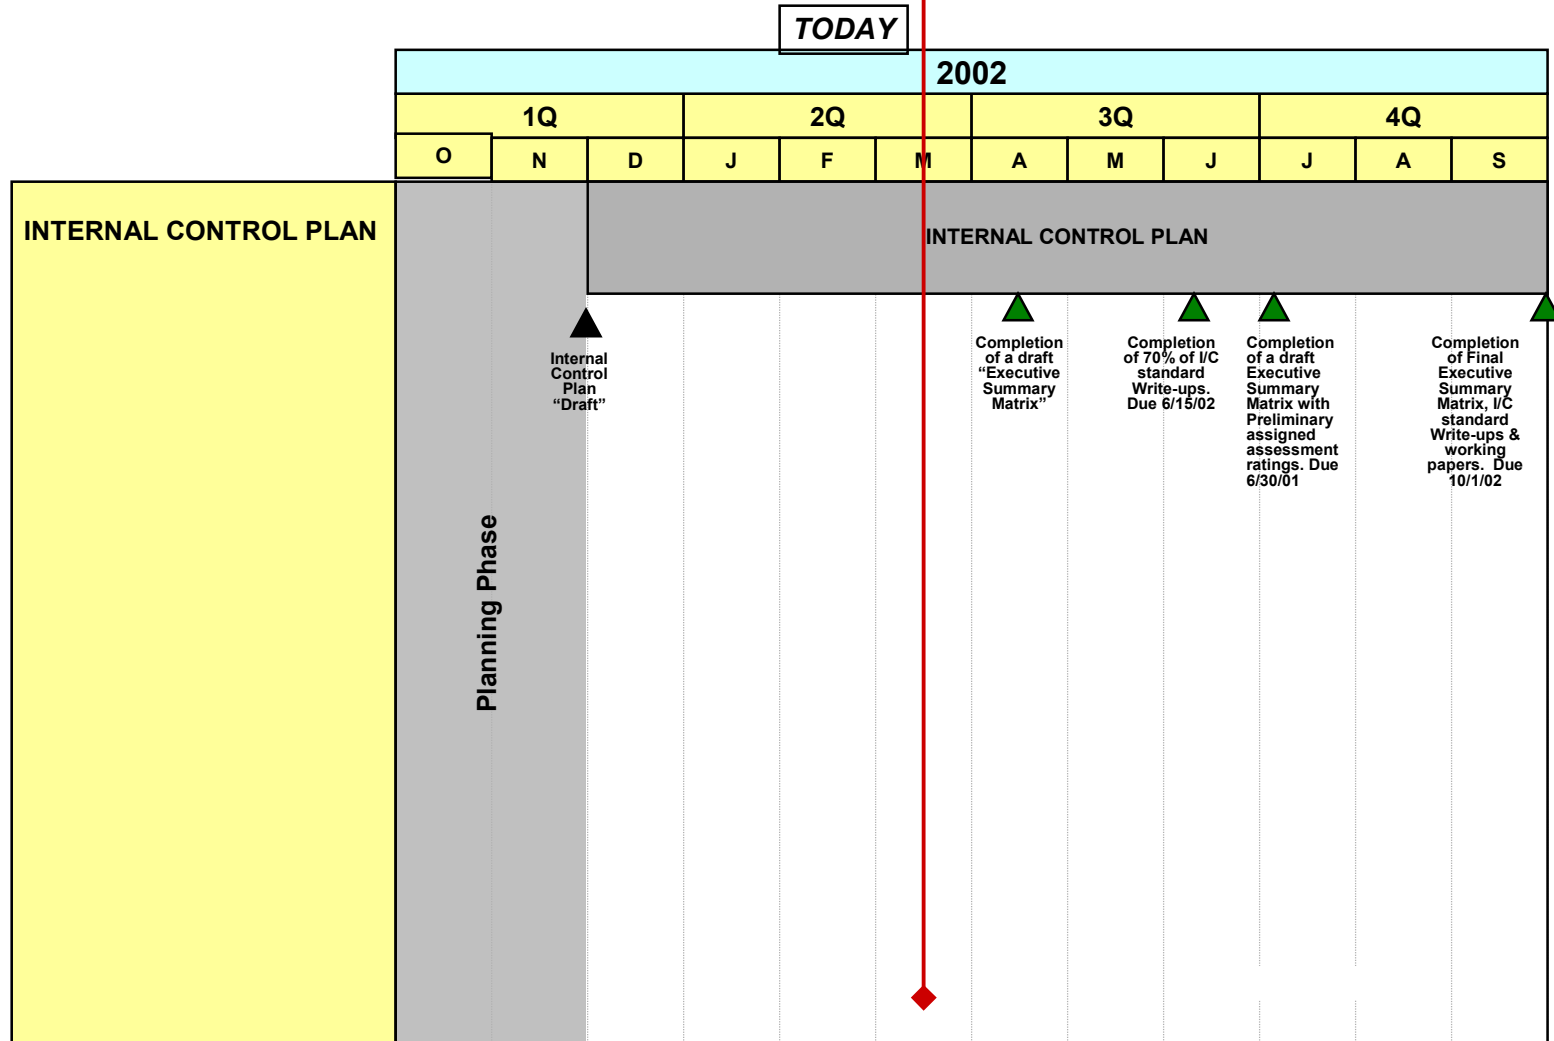 TODAY
2002
1Q 2Q 3Q 4Q
O N D J F M A M J J A S
INTERNAL CONTROL PLAN
INTERNAL CONTROL PLAN
Internal
Control
Plan
“Draft”
Completion
of a draft
“Executive
Summary
Matrix”
Completion
of 70% of I/C
standard
Write-ups.
Due 6/15/02
Completion
of a draft
Executive
Summary
Matrix with
Preliminary
assigned
assessment
ratings. Due
6/30/01
Completion
of Final
Executive
Summary
Matrix, I/C
standard
Write-ups &
working
papers.  Due
10/1/02
Planning Phase